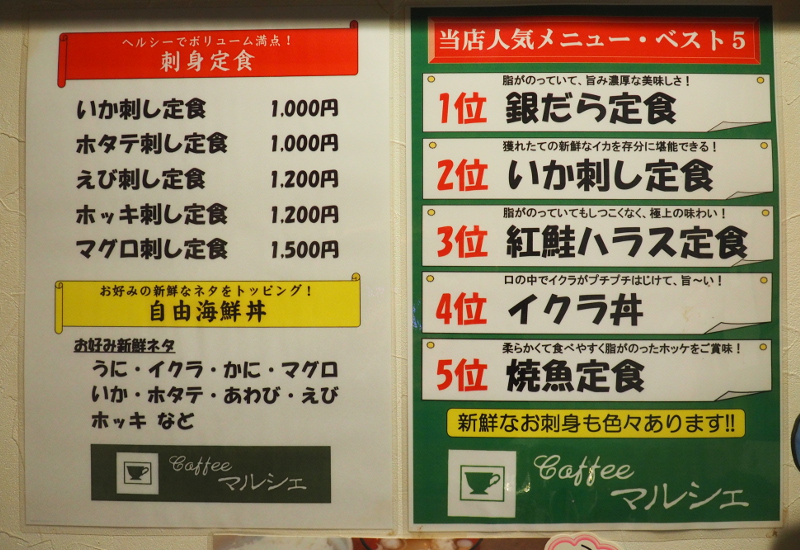 ヘルシーでボリューム満点！
刺身定食
いか刺し定食 1,000円
ホタテ刺し定食 1,000円
えび刺し定食 1,200円
ホッキ刺し定食 1,200円
マグロ刺し定食 1,500円
お好みの新鮮なネタをトッピング！
自由海鮮丼
お好み新鮮ネタ
うに・イクラ・かに・マグロ
いか・ホタテ・あわび・えび
ホッキ など
Coffee
マルシェ
当店人気メニュー・ベスト5
脂がのっていて、旨み濃厚な美味しさ！
1位 銀だら定食
獲れたての新鮮なイカを存分に堪能できる！
2位 いか刺し定食
脂がのっていてもしつこくなく、極上の味わい！
3位 紅鮭ハラス定食
口の中でイクラがプチプチはじけて、旨〜い！
4位 イクラ丼
柔らかくて食べやすく脂がのったホッケをご賞味！
5位 焼魚定食
新鮮なお刺身も色々あります!!
Coffee
マルシェ